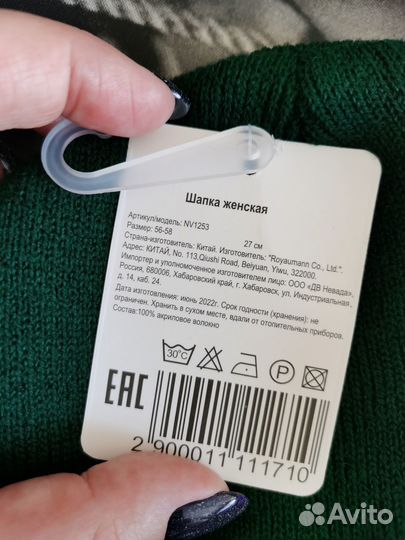 Шапка женская
Артикул/модель: NV1253
Размер: 56-58 27 см
Страна-изготовитель: Китай. Изготовитель: "Royaumann Co., Ltd.".
Адрес: КИТАЙ, No. 113,Qiushi Road, Beiyuan, Yiwu, 322000.
Импортер и уполномоченное изготовителем лицо: ООО «ДВ Невада»,
Россия, 680006, Хабаровский край, г. Хабаровск, ул. Индустриальная,
д. 14, каб. 24.
Дата изготовления: июнь 2022г. Срок годности (хранения): не
ограничен. Хранить в сухом месте, вдали от отопительных приборов.
Состав:100% акриловое волокно
30°C
P
EAC
2 900011 111710
Avito